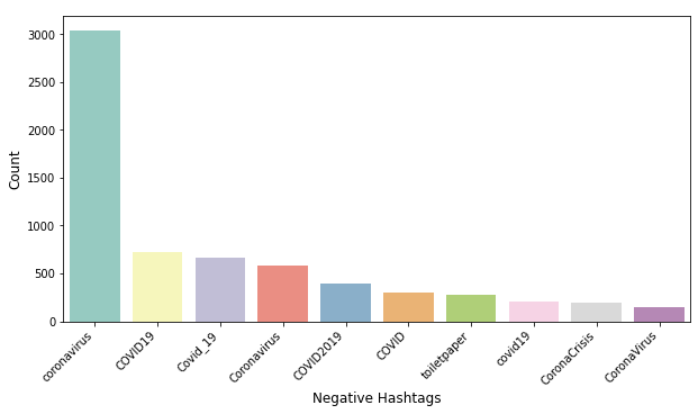 3000
2500
2000
1500
1000
500
0
Count
coronavirus
COVID19
Covid_19
Coronavirus
COVID2019
COVID
toiletpaper
covid19
CoronaCrisis
CoronaVirus
Negative Hashtags